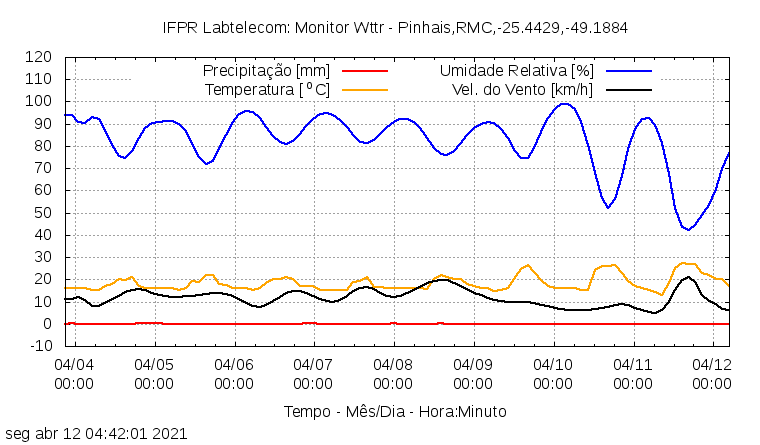 IFPR Labtelecom: Monitor Wttr - Pinhais,RMC,-25.4429,-49.1884
Precipitação [mm]
Temperatura [⁰C]
Umidade Relativa [%]
Vel. do Vento [km/h]
120
110
100
90
80
70
60
50
40
30
20
10
0
-10
04/04 04/05 04/06 04/07 04/08 04/09 04/10 04/11 04/12
00:00 00:00 00:00 00:00 00:00 00:00 00:00 00:00 00:00
Tempo - Mês/Dia - Hora:Minuto
seg abr 12 04:42:01 2021